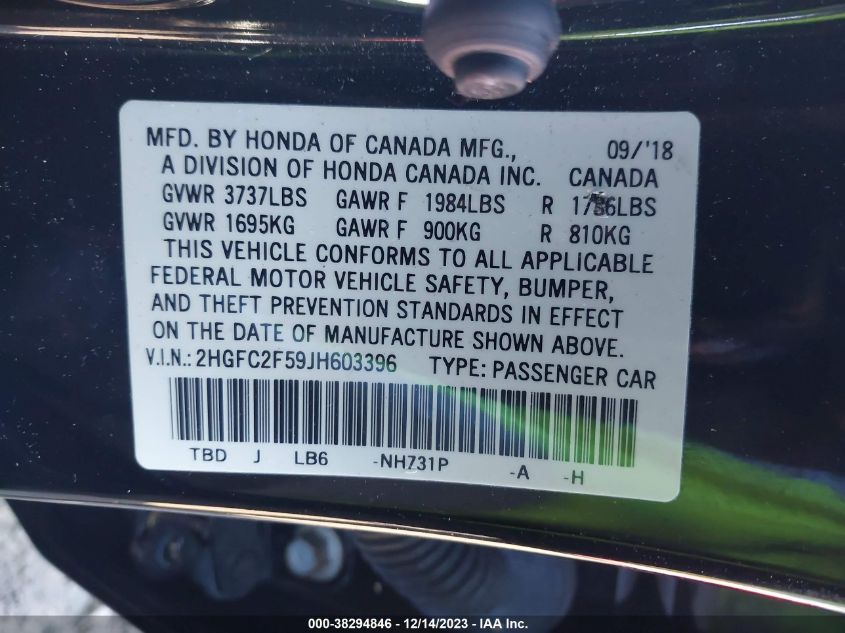 MFD. BY HONDA OF CANADA MFG., 09/'18
A DIVISION OF HONDA CANADA INC. CANADA
GVWR 3737LBS GAWR F 1984LBS R
GVWR 1695KG GAWR F 900KG R 810KG
THIS VEHICLE CONFORMS TO ALL APPLICABLE
FEDERAL MOTOR VEHICLE SAFETY, BUMPER,
AND THEFT PREVENTION STANDARDS IN EFFECT
ON THE DATE OF MANUFACTURE SHOWN ABOVE.
V.I.N.: 2HGFC2F59JH603396 TYPE: PASSENGER CAR
TBD J LB6 -NH731P -A -H
000-38294846 - 12/14/2023 - IAA Inc.